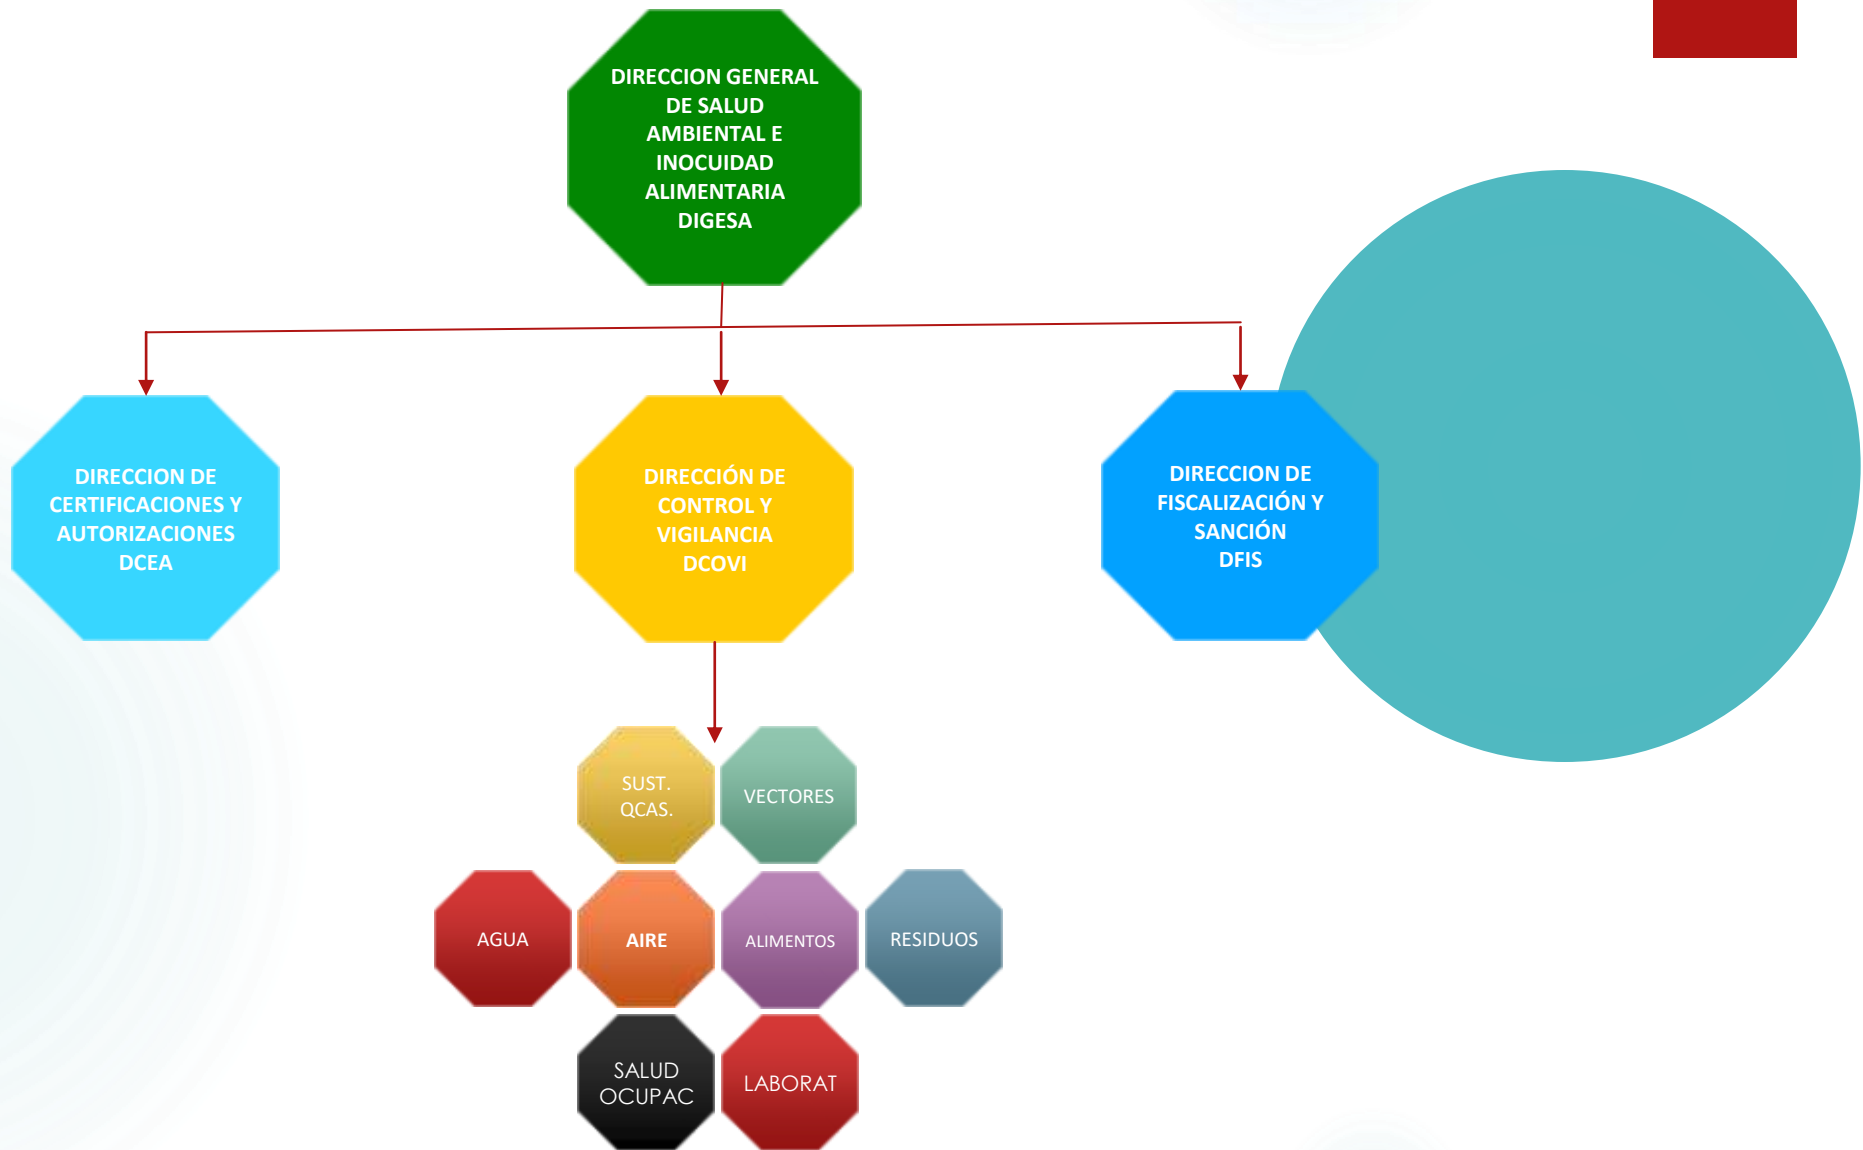 DIRECCION GENERAL
DE SALUD
AMBIENTAL E
INOCUIDAD
ALIMENTARIA
DIGESA
DIRECCION DE
CERTIFICACIONES Y
AUTORIZACIONES
DCEA
DIRECCIÓN DE
CONTROL Y
VIGILANCIA
DCOVI
DIRECCION DE
FISCALIZACIÓN Y
SANCIÓN
DFIS
SUST.
QCAS.
VECTORES
AGUA
AIRE
ALIMENTOS
RESIDUOS
SALUD
OCUPAC
LABORAT